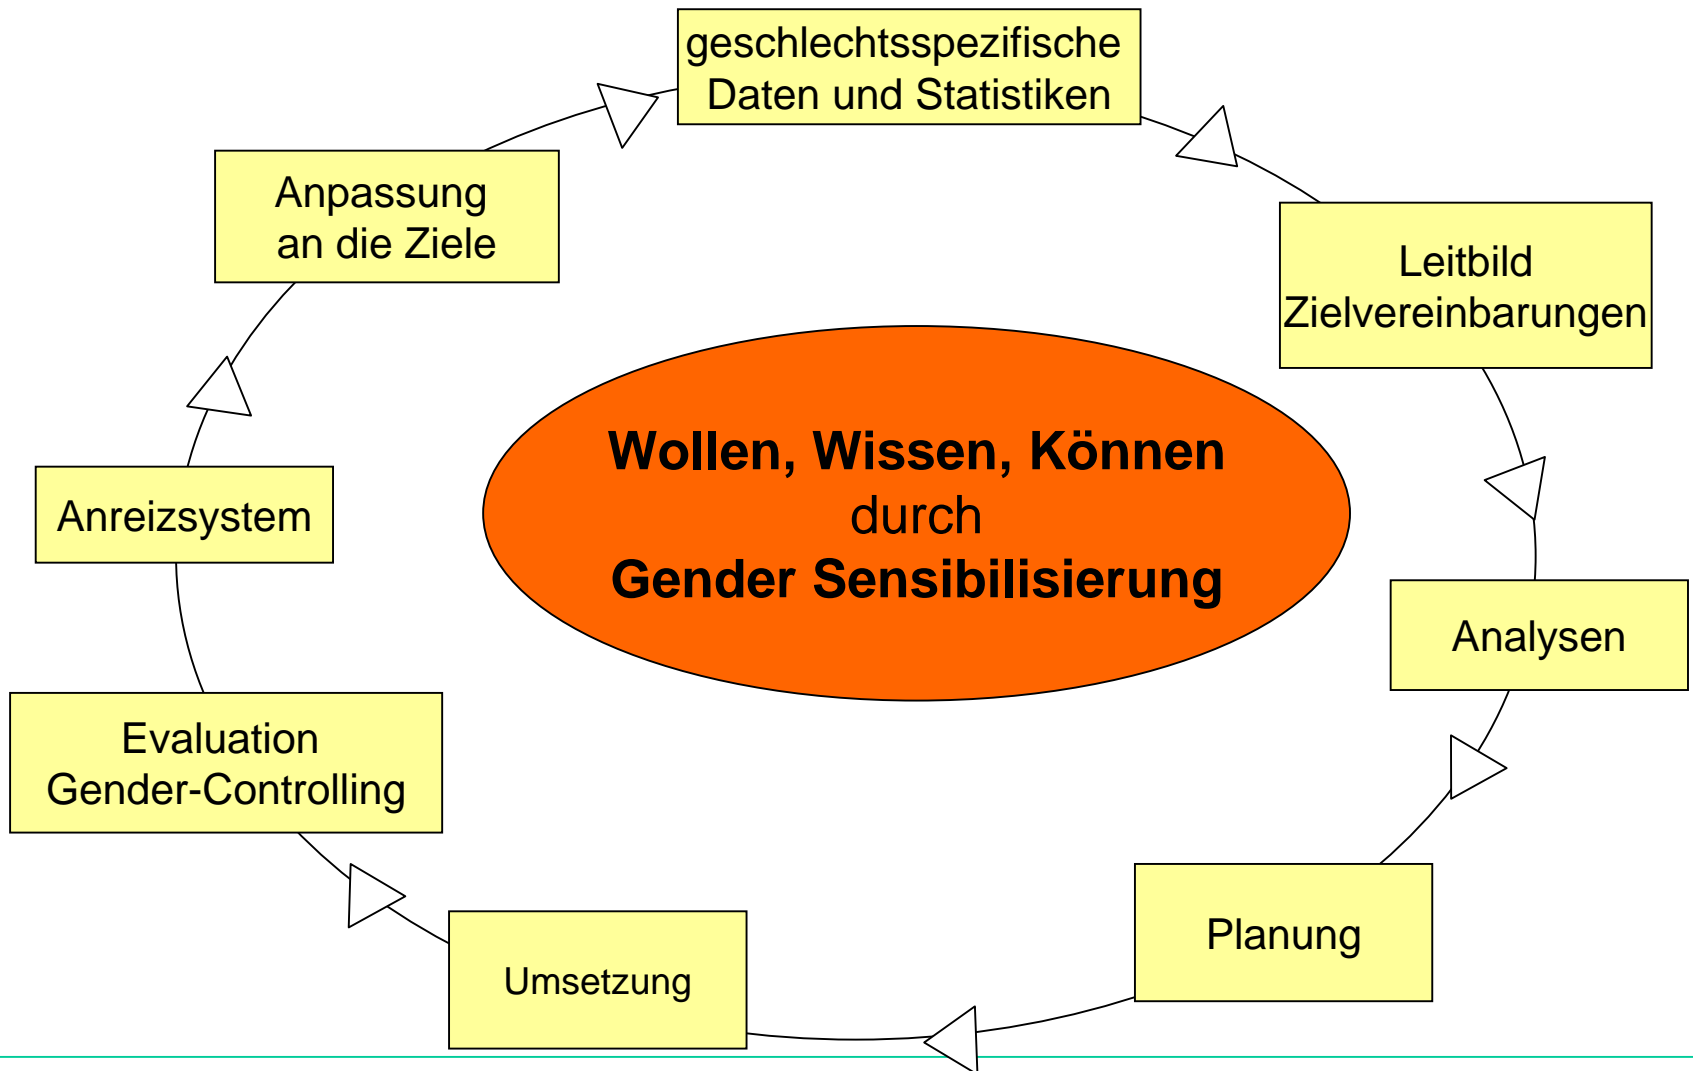 geschlechtsspezifische
Daten und Statistiken
Anpassung
an die Ziele
Leitbild
Zielvereinbarungen
Wollen, Wissen, Können
durch
Gender Sensibilisierung
Anreizsystem
Analysen
Evaluation
Gender-Controlling
Planung
Umsetzung